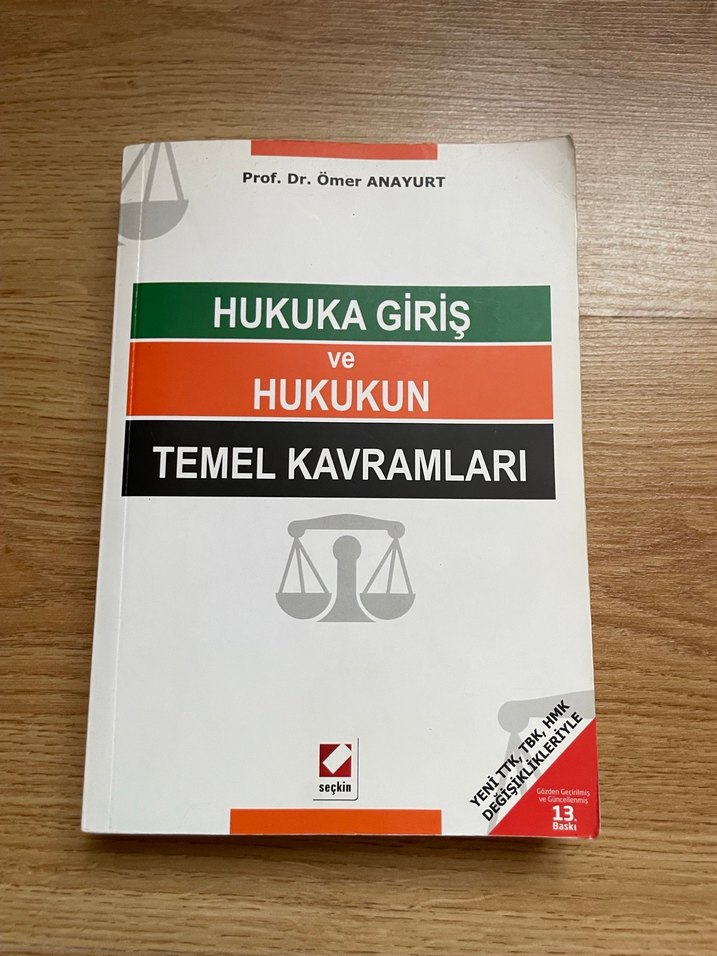 Prof. Dr. Ömer ANAYURT
HUKUKA GİRİŞ
ve
HUKUKUN
TEMEL KAVRAMLARI
seçkin
YENİ TTK, TBK, HMK
DEĞİŞİKLİKLERİYLE
Gözden Geçirilmiş
ve Güncellenmiş
13.
Baskı